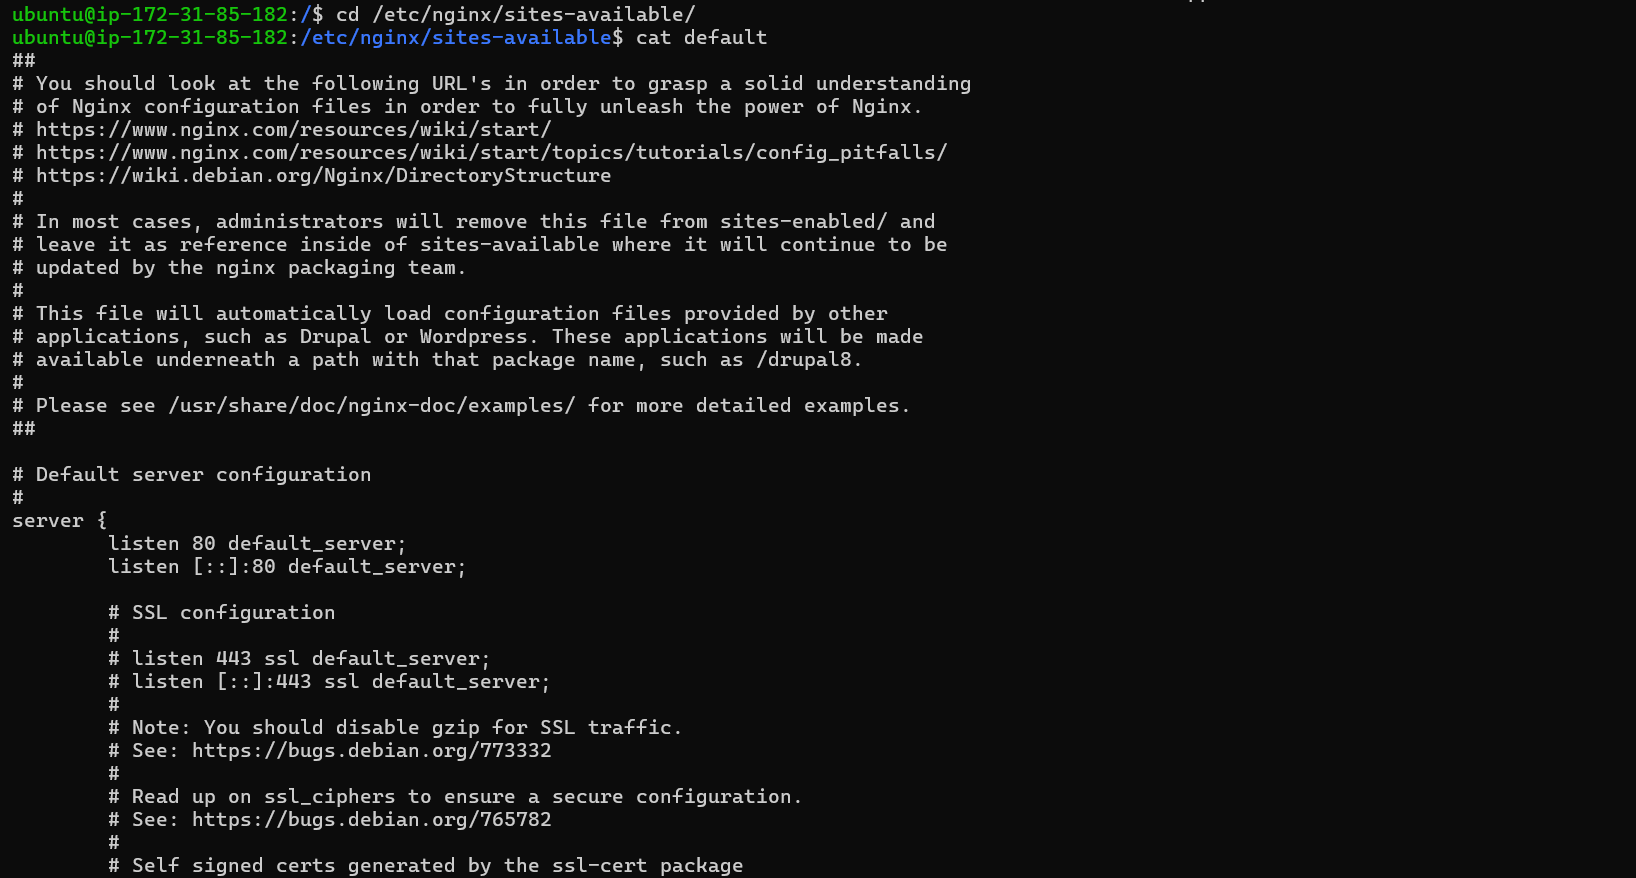 ubuntu@ip-172-31-85-182:/$ cd /etc/nginx/sites-available/
ubuntu@ip-172-31-85-182:/etc/nginx/sites-available$ cat default
##
# You should look at the following URL's in order to grasp a solid understanding
# of Nginx configuration files in order to fully unleash the power of Nginx.
# https://www.nginx.com/resources/wiki/start/
# https://www.nginx.com/resources/wiki/start/topics/tutorials/config_pitfalls/
# https://wiki.debian.org/Nginx/DirectoryStructure
#
# In most cases, administrators will remove this file from sites-enabled/ and
# leave it as reference inside of sites-available where it will continue to be
# updated by the nginx packaging team.
#
# This file will automatically load configuration files provided by other
# applications, such as Drupal or Wordpress. These applications will be made
# available underneath a path with that package name, such as /drupal8.
#
# Please see /usr/share/doc/nginx-doc/examples/ for more detailed examples.
##

# Default server configuration
#
server {
        listen 80 default_server;
        listen [::]:80 default_server;

        # SSL configuration
        #
        # listen 443 ssl default_server;
        # listen [::]:443 ssl default_server;
        #
        # Note: You should disable gzip for SSL traffic.
        # See: https://bugs.debian.org/773332
        #
        # Read up on ssl_ciphers to ensure a secure configuration.
        # See: https://bugs.debian.org/765782
        #
        # Self signed certs generated by the ssl-cert package